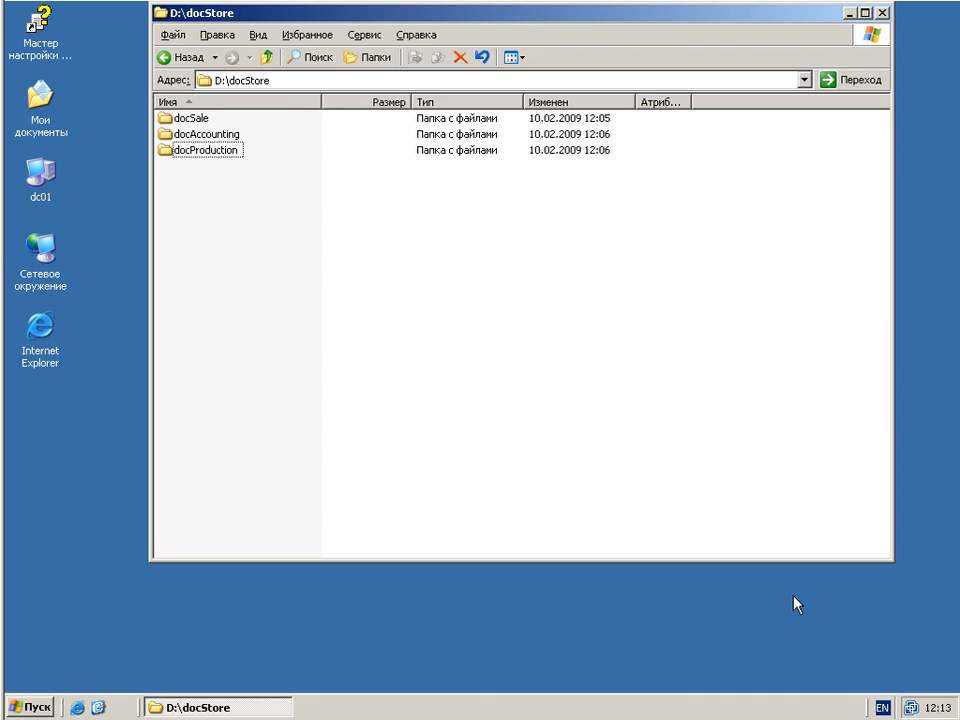 Мастер
настройки ...
Мои
документы
dc01
Сетевое
окружение
Internet
Explorer
D:\docStore
Файл Правка Вид Избранное Сервис Справка
Назад Поиск Папки
Адрес: D:\docStore Переход
Имя Размер Тип Изменен Атриб...
docSale Папка с файлами 10.02.2009 12:05
docAccounting Папка с файлами 10.02.2009 12:06
docProduction Папка с файлами 10.02.2009 12:06
Пуск D:\docStore EN 12:13